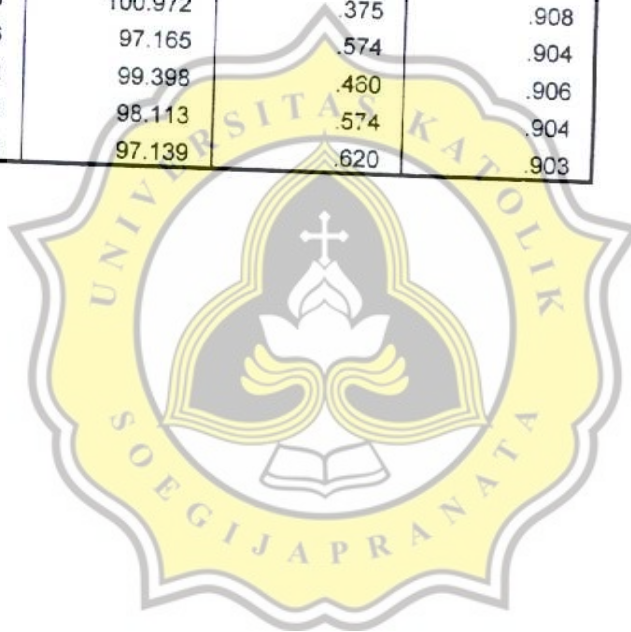 100.972 .375 .908
97.165 .574 .904
99.398 .460 .906
98.113 .574 .904
97.139 .620 .903
UNIVERSITAS KATOLIK
SOEGIJAPRANATA